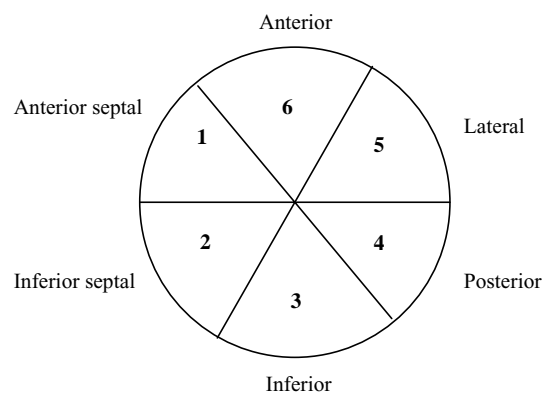 Anterior
Anterior septal
6
Lateral
1
5
2
4
Inferior septal
Posterior
3
Inferior